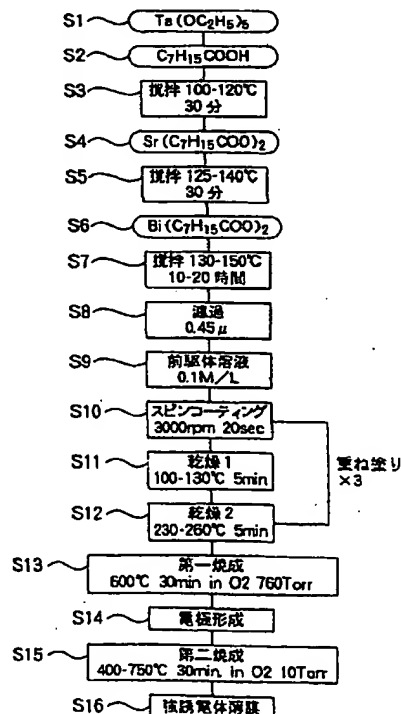 S1 Ta(OC2H5)5
S2 C7H15COOH
S3 撹拌 100-120℃
30分
S4 Sr(C7H15COO)2
S5 撹拌 125-140℃
30分
S6 Bi(C7H15COO)2
S7 撹拌 130-150℃
10-20時間
S8 濾過
0.45μ
S9 前駆体溶液
0.1M/L
S10 スピンコーティング
3000rpm 20sec
S11 乾燥1
100-130℃ 5min
重ね塗り
×3
S12 乾燥2
230-260℃ 5min
S13 第一焼成
600℃ 30min in O2 760Torr
S14 電極形成
S15 第二焼成
400-750℃ 30min. in O2 10Torr
S16 強誘電体薄膜